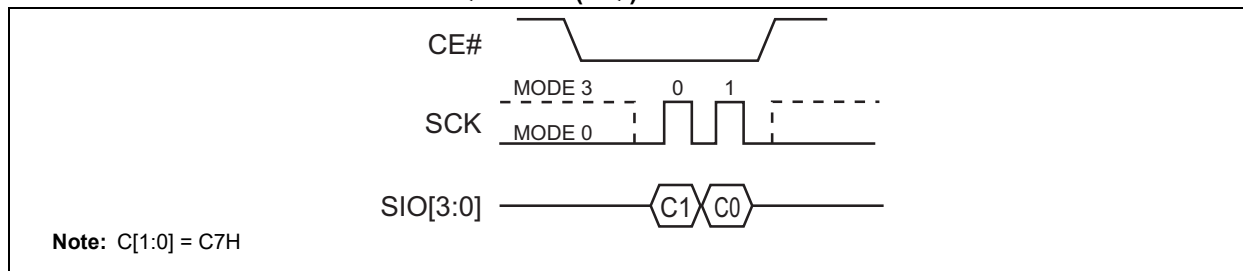 CE#
MODE 3 0 1
SCK
MODE 0
SIO[3:0] C1 C0
Note: C[1:0] = C7H